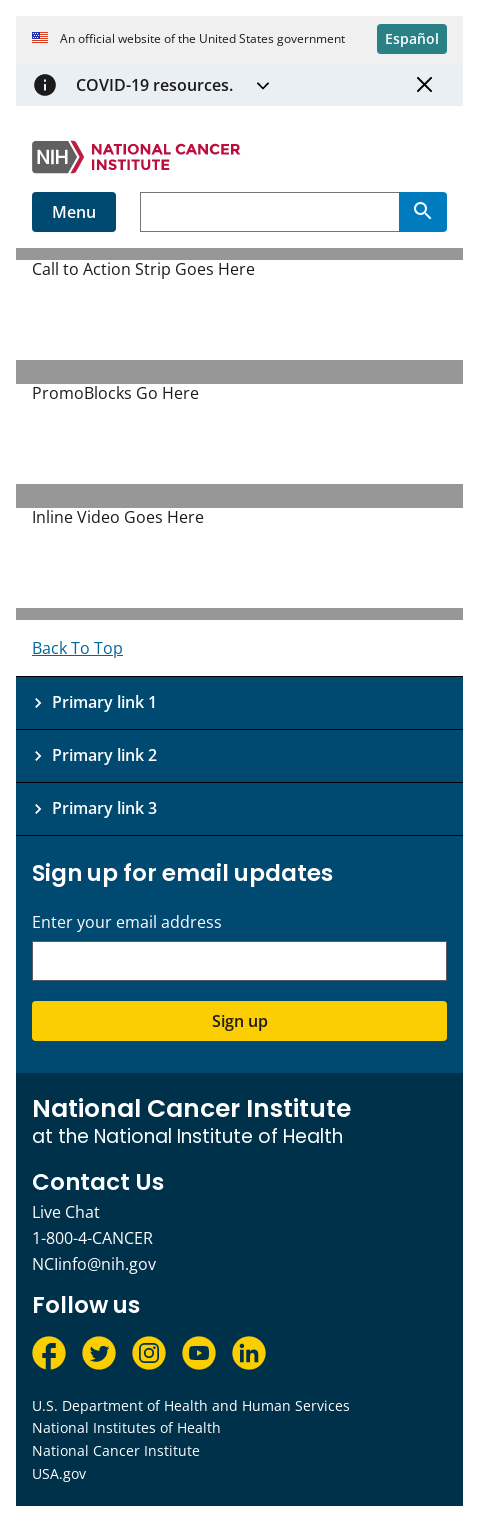 An official website of the United States government
Español
COVID-19 resources.
NIH NATIONAL CANCER
INSTITUTE
Menu
Call to Action Strip Goes Here
PromoBlocks Go Here
Inline Video Goes Here
Back To Top
Primary link 1
Primary link 2
Primary link 3
Sign up for email updates
Enter your email address
Sign up
National Cancer Institute
at the National Institute of Health
Contact Us
Live Chat
1-800-4-CANCER
NCIinfo@nih.gov
Follow us
U.S. Department of Health and Human Services
National Institutes of Health
National Cancer Institute
USA.gov